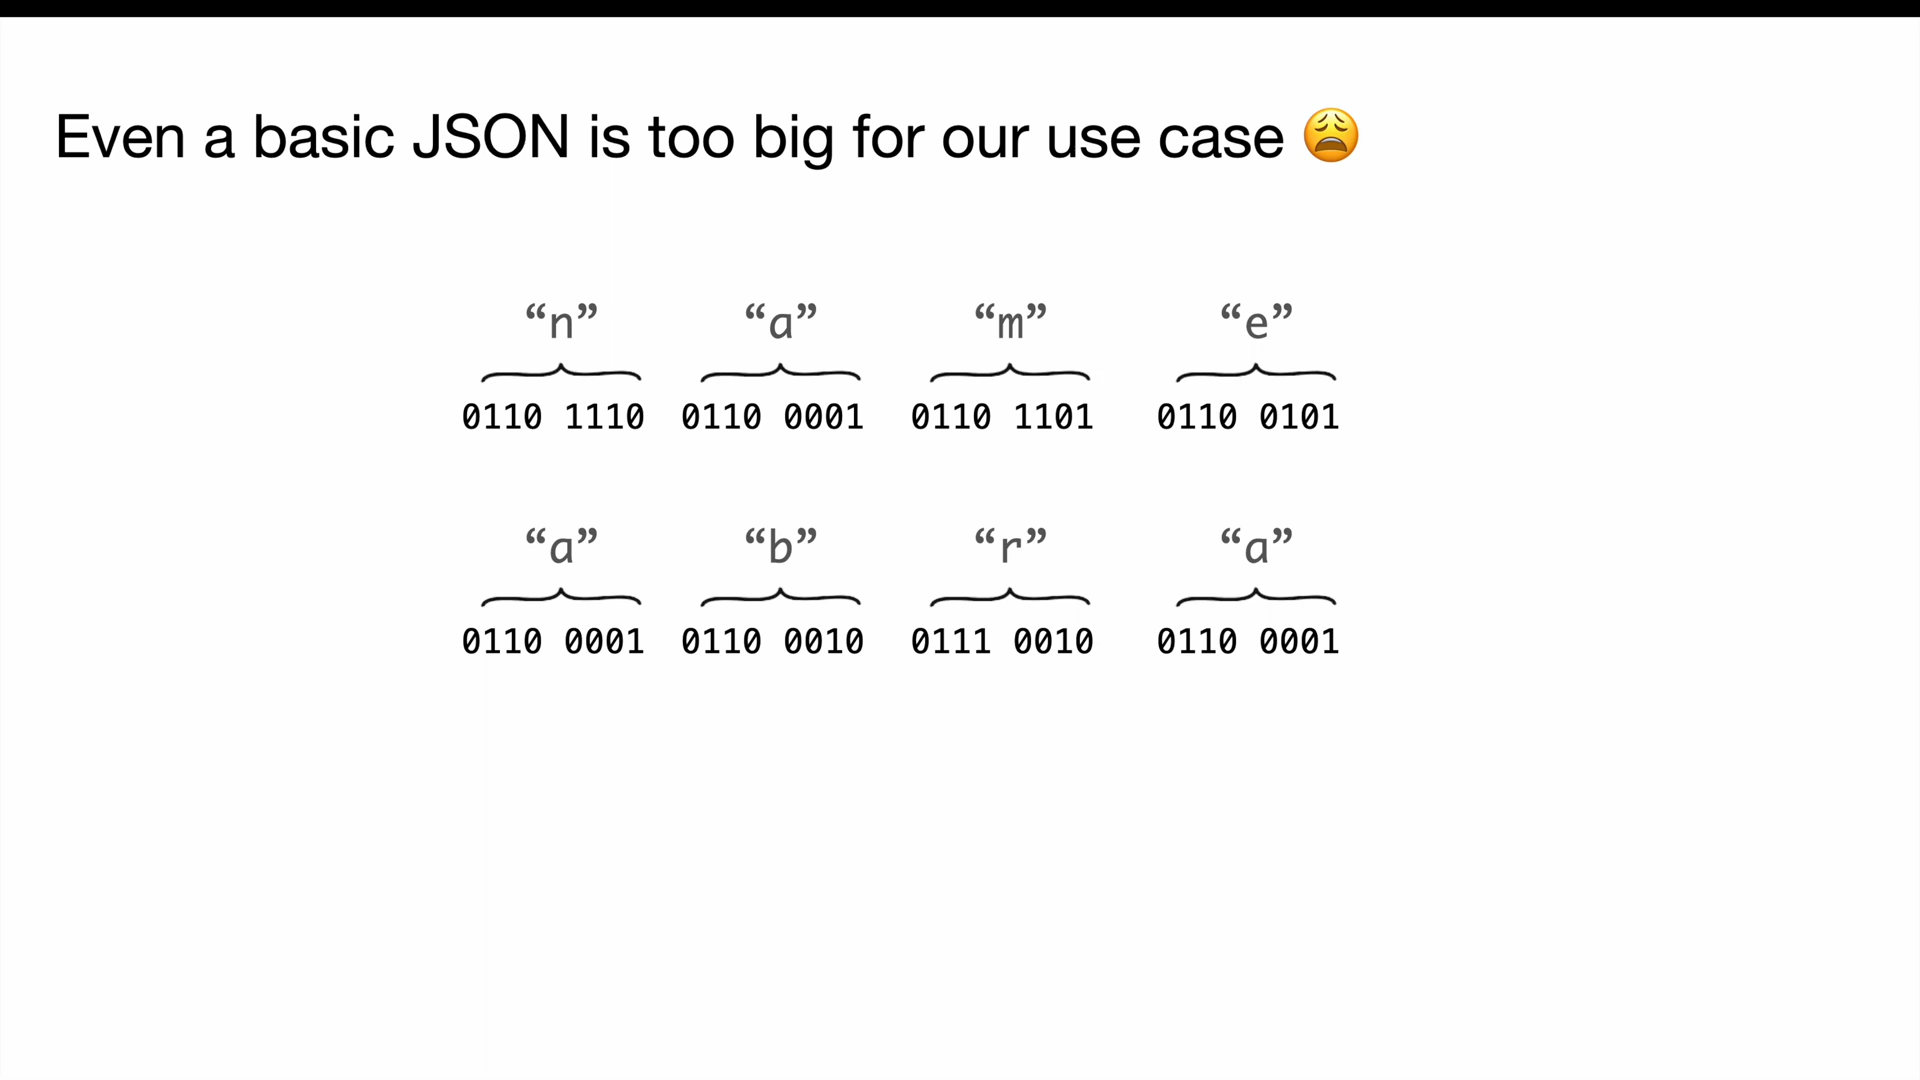 Even a basic JSON is too big for our use case 😩
“n” “a” “m” “e”
0110 1110 0110 0001 0110 1101 0110 0101
“a” “b” “r” “a”
0110 0001 0110 0010 0111 0010 0110 0001